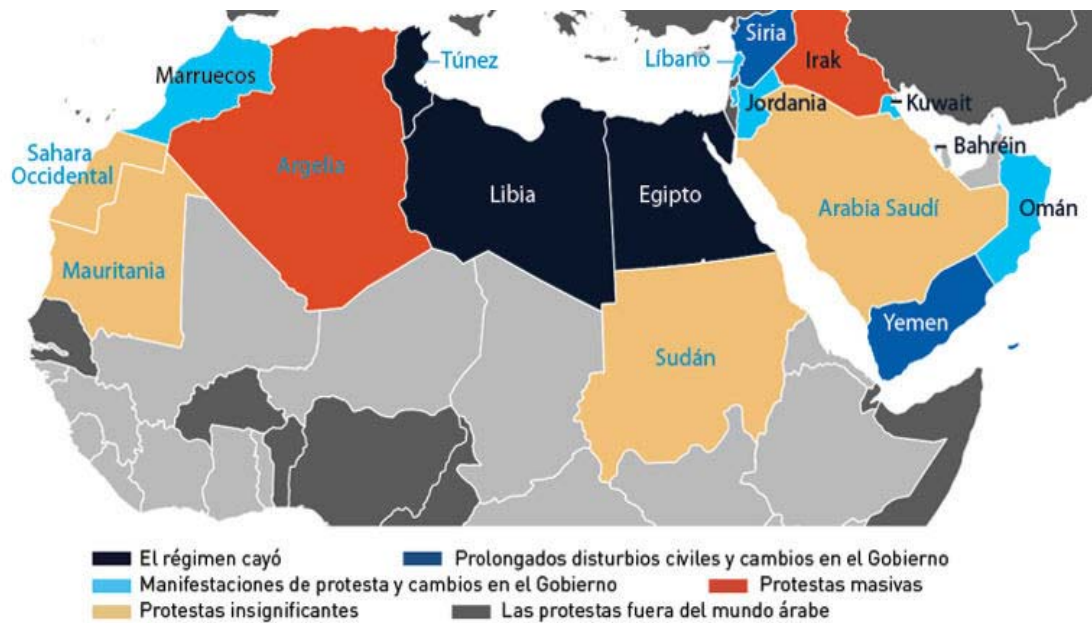 Siria
Marruecos
Túnez
Líbano
Irak
Jordania
Kuwait
Sahara
Occidental
Bahréin
Argelia
Libia
Egipto
Arabia Saudí
Omán
Mauritania
Yemen
Sudán
El régimen cayó
Prolongados disturbios civiles y cambios en el Gobierno
Manifestaciones de protesta y cambios en el Gobierno
Protestas masivas
Protestas insignificantes
Las protestas fuera del mundo árabe